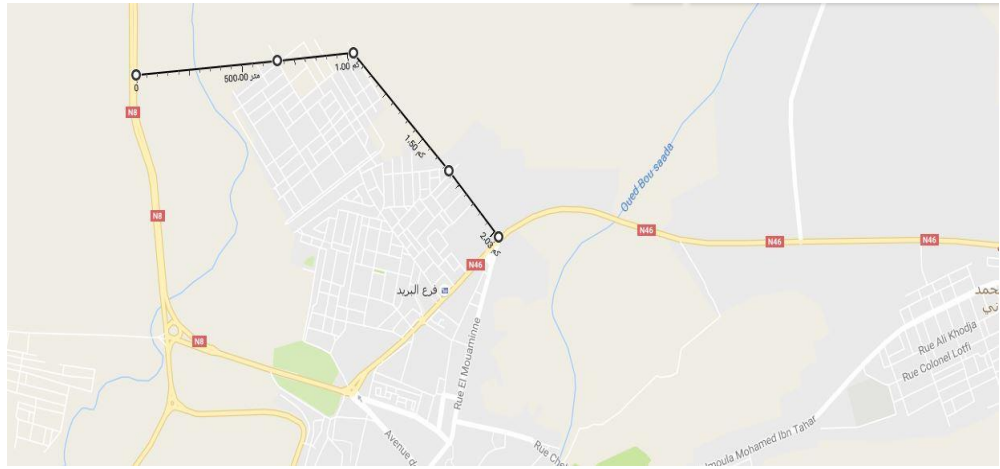 0
500.00 متر
1.00 كم
1.50 كم
2.03 كم
N8
N8
N8
N46
N46
N46
N46
Oued Bou-saada
فرع البريد
Rue El Mouaminne
Avenue d
Rue Che
Rue Ali Khodja
Rue Colonel Lotfi
moula Mohamed Ibn Tahar